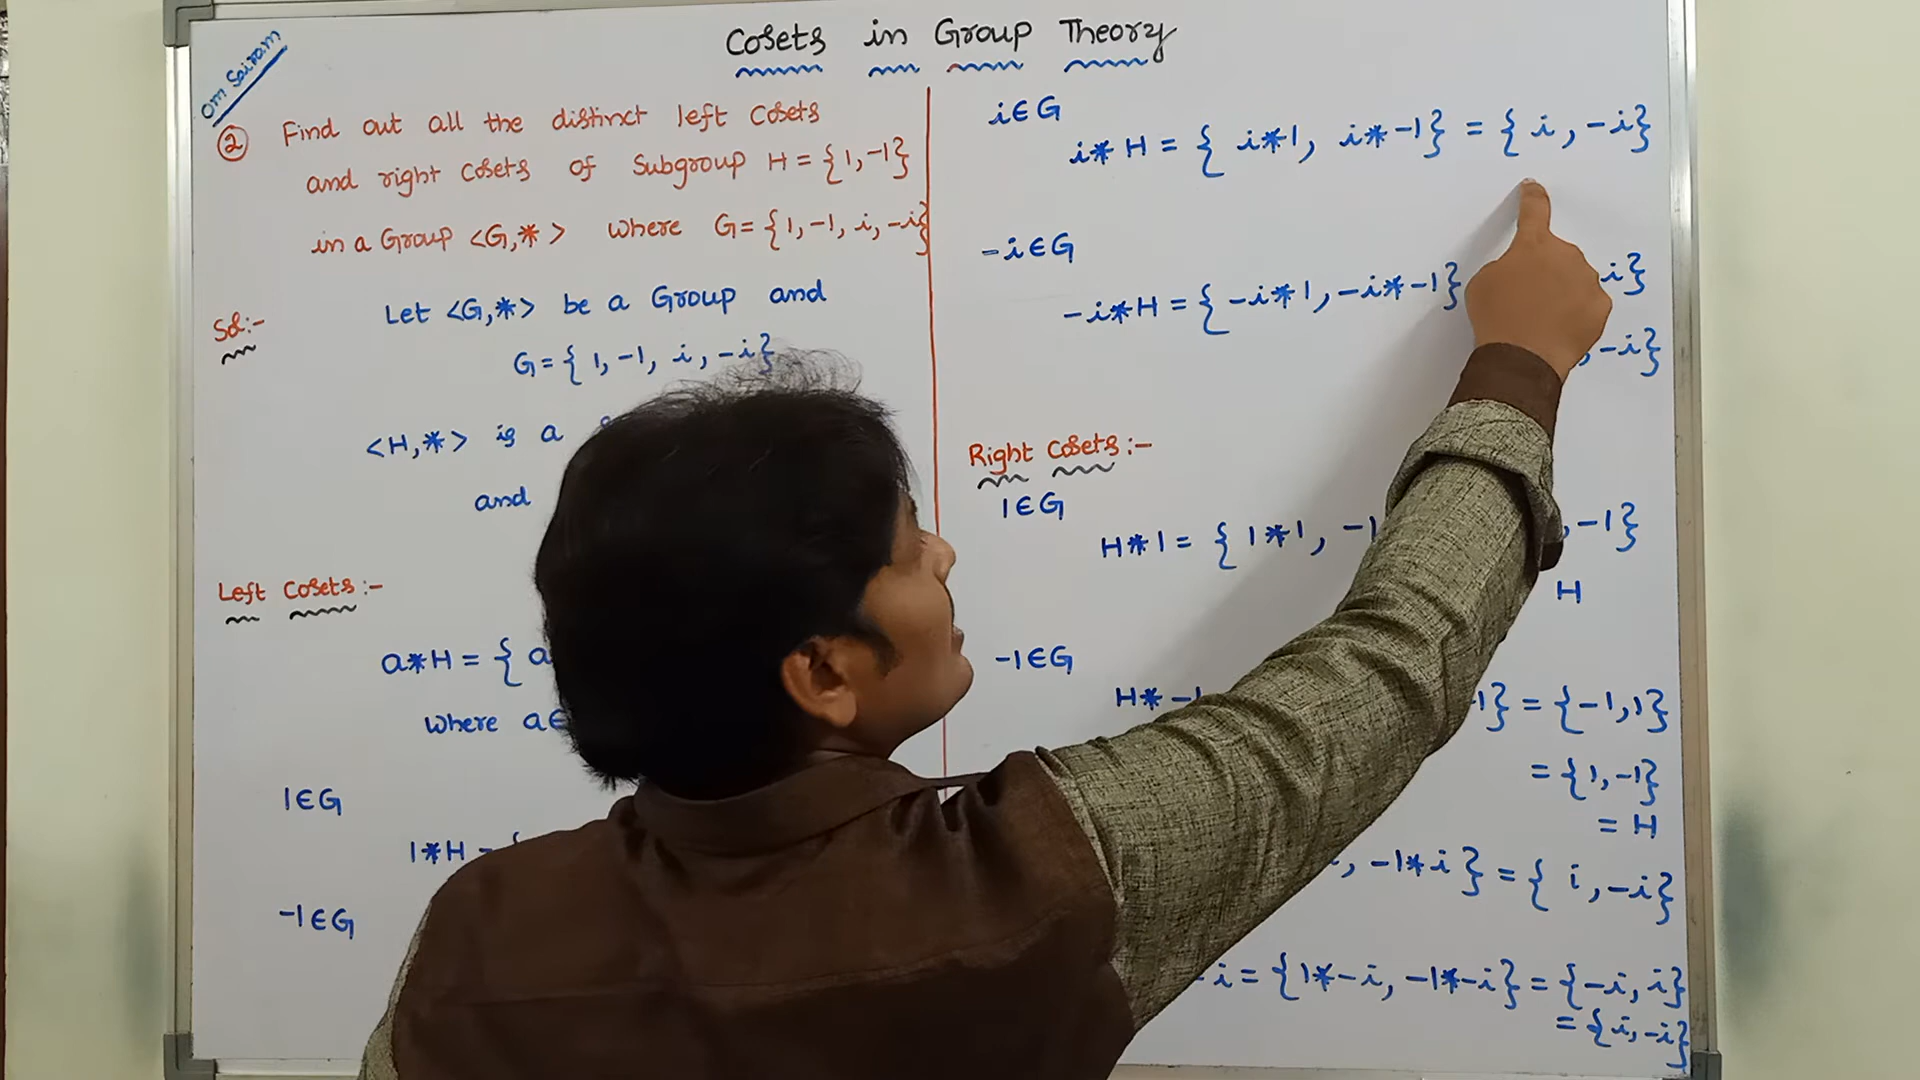 Cosets in Group Theory
Om Sairam
② Find out all the distinct left Cosets
and right Cosets of Subgroup H = {1, -1}
in a Group <G,*> where G = {1, -1, i, -i}
Sol:-
Let <G,*> be a Group and
G = {1, -1, i, -i}
<H,*> is a
and
Left Cosets:-
a*H = { a
where a∈
1∈G
1*H =
-1∈G
i∈G
i*H = { i*1, i*-1} = { i, -i}
-i∈G
-i*H = { -i*1, -i*-1}
i}
, -i}
Right Cosets:-
1∈G
H*1 = { 1*1, -1
, -1}
H
-1∈G
H*-1
1} = {-1, 1}
= {1, -1}
= H
, -1*i } = { i, -i}
-i = {1*-i, -1*-i} = {-i, i}
= {i, -i}